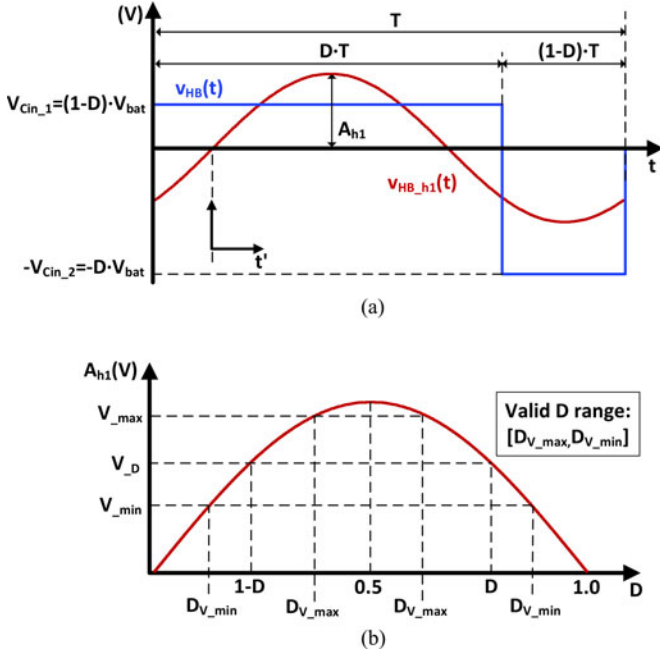 (V)
T
D·T
(1-D)·T
V_Cin_1=(1-D)·V_bat
v_HB(t)
A_h1
v_HB_h1(t)
t
t'
-V_Cin_2=-D·V_bat
(a)
A_h1(V)
V_max
V_D
V_min
Valid D range:
[D_V_max,D_V_min]
1-D
0.5
D
1.0
D
D_V_min
D_V_max
D_V_max
D_V_min
(b)